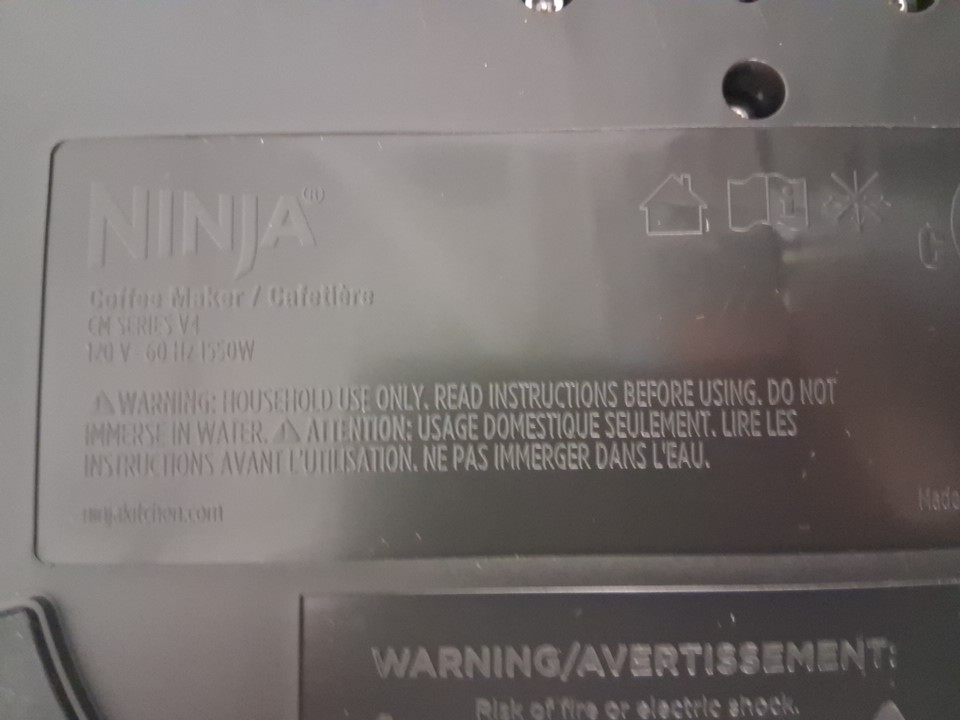 NINJA®
Coffee Maker / Cafetière
CM SERIES V4
120 V 60 Hz 1550W
⚠ WARNING: HOUSEHOLD USE ONLY. READ INSTRUCTIONS BEFORE USING. DO NOT
IMMERSE IN WATER. ⚠ ATTENTION: USAGE DOMESTIQUE SEULEMENT. LIRE LES
INSTRUCTIONS AVANT L'UTILISATION. NE PAS IMMERGER DANS L'EAU.
ninjakitchen.com
Made
WARNING/AVERTISSEMENT:
Risk of fire or electric shock.